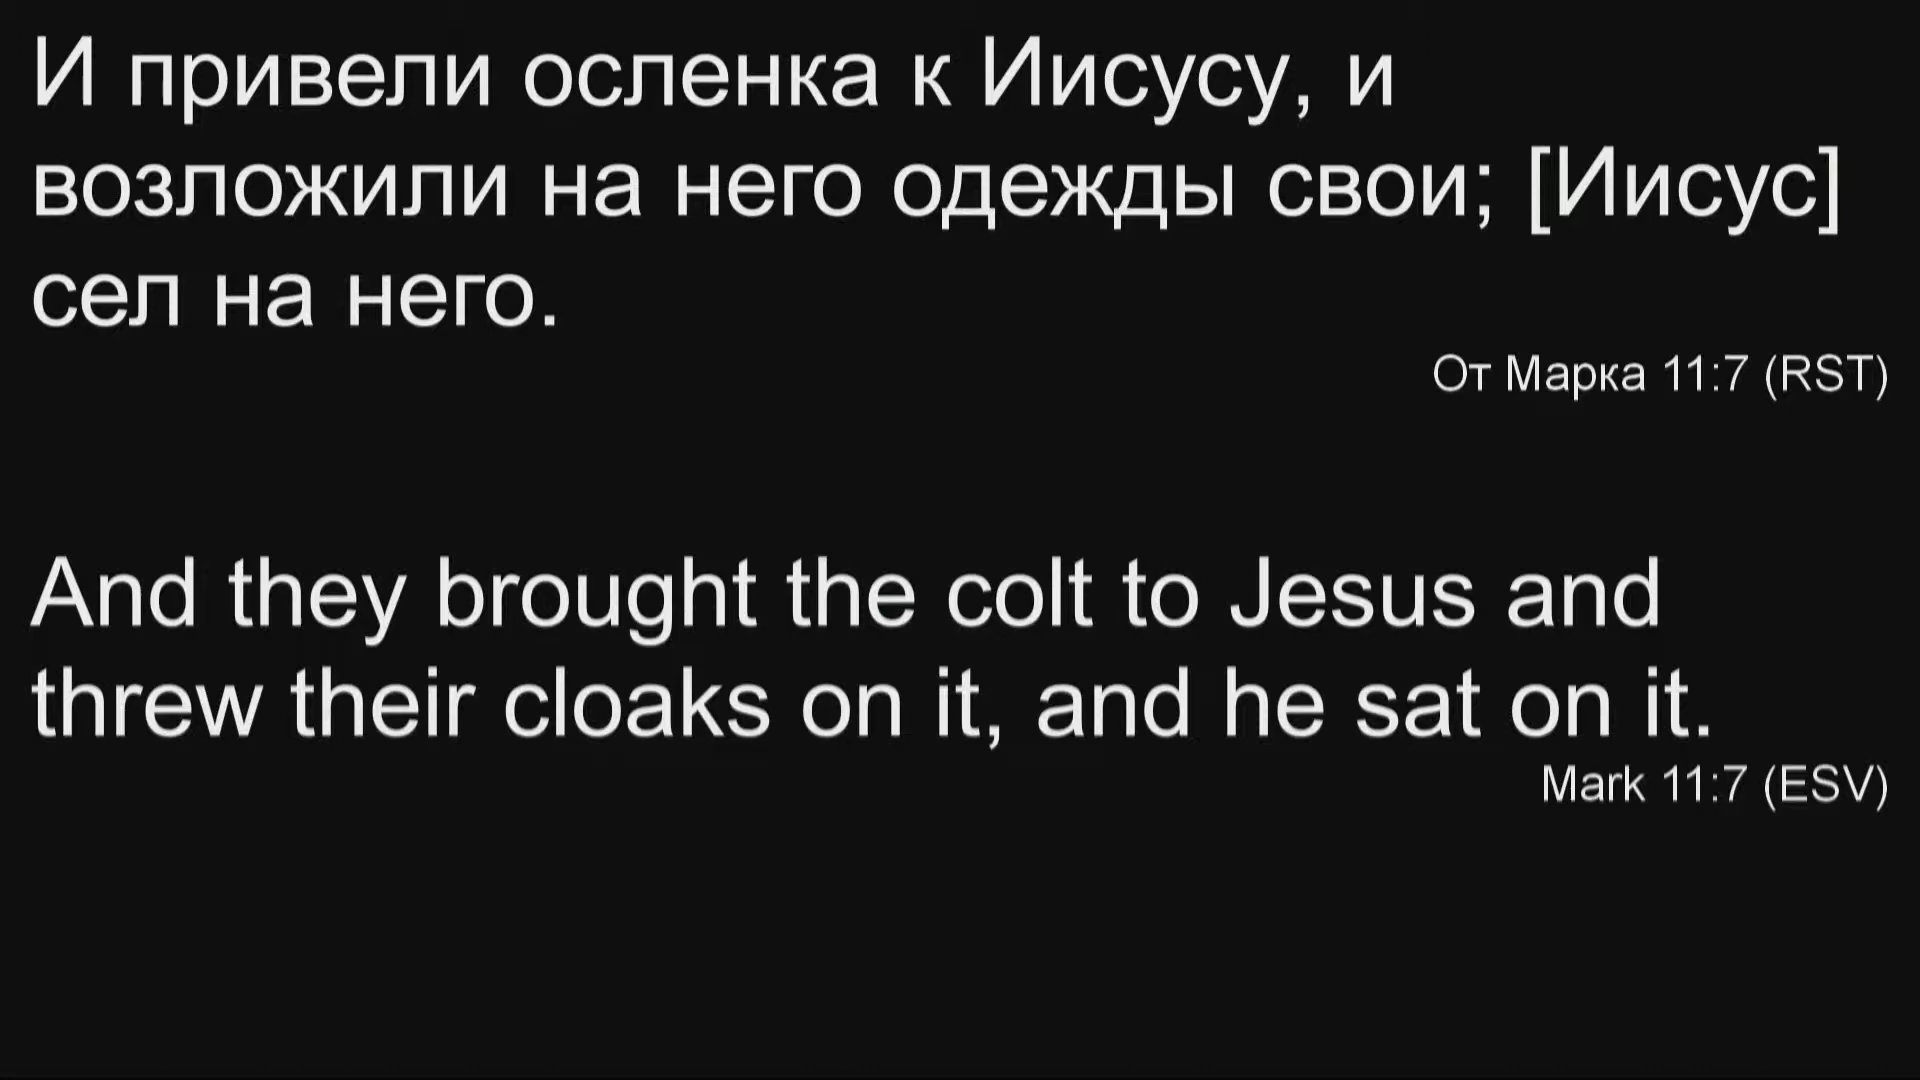 И привели осленка к Иисусу, и
возложили на него одежды свои; [Иисус]
сел на него.
От Марка 11:7 (RST)
And they brought the colt to Jesus and
threw their cloaks on it, and he sat on it.
Mark 11:7 (ESV)